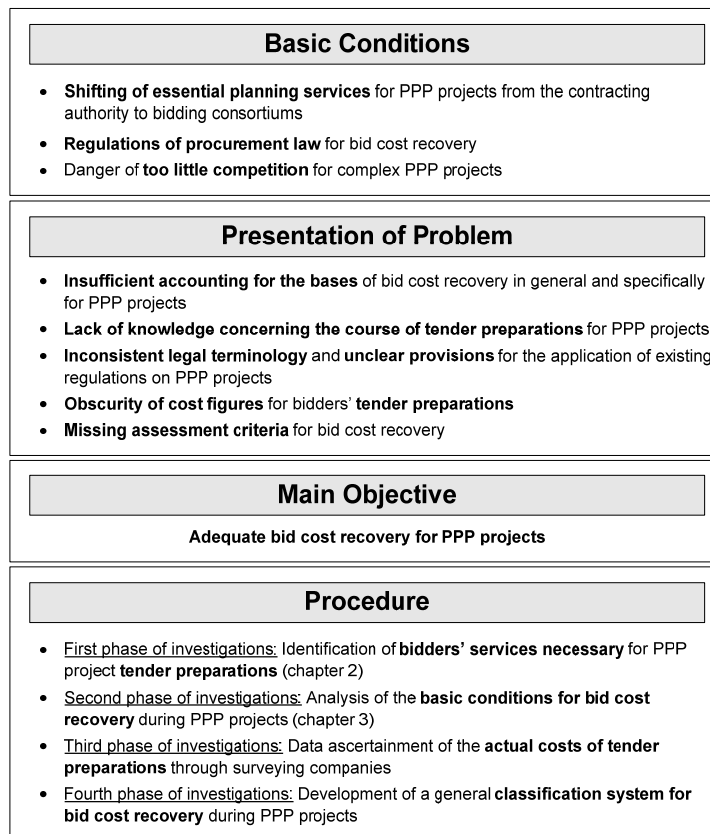 Basic Conditions
• Shifting of essential planning services for PPP projects from the contracting
authority to bidding consortiums
• Regulations of procurement law for bid cost recovery
• Danger of too little competition for complex PPP projects
Presentation of Problem
• Insufficient accounting for the bases of bid cost recovery in general and specifically
for PPP projects
• Lack of knowledge concerning the course of tender preparations for PPP projects
• Inconsistent legal terminology and unclear provisions for the application of existing
regulations on PPP projects
• Obscurity of cost figures for bidders’ tender preparations
• Missing assessment criteria for bid cost recovery
Main Objective
Adequate bid cost recovery for PPP projects
Procedure
• First phase of investigations: Identification of bidders’ services necessary for PPP
project tender preparations (chapter 2)
• Second phase of investigations: Analysis of the basic conditions for bid cost
recovery during PPP projects (chapter 3)
• Third phase of investigations: Data ascertainment of the actual costs of tender
preparations through surveying companies
• Fourth phase of investigations: Development of a general classification system for
bid cost recovery during PPP projects